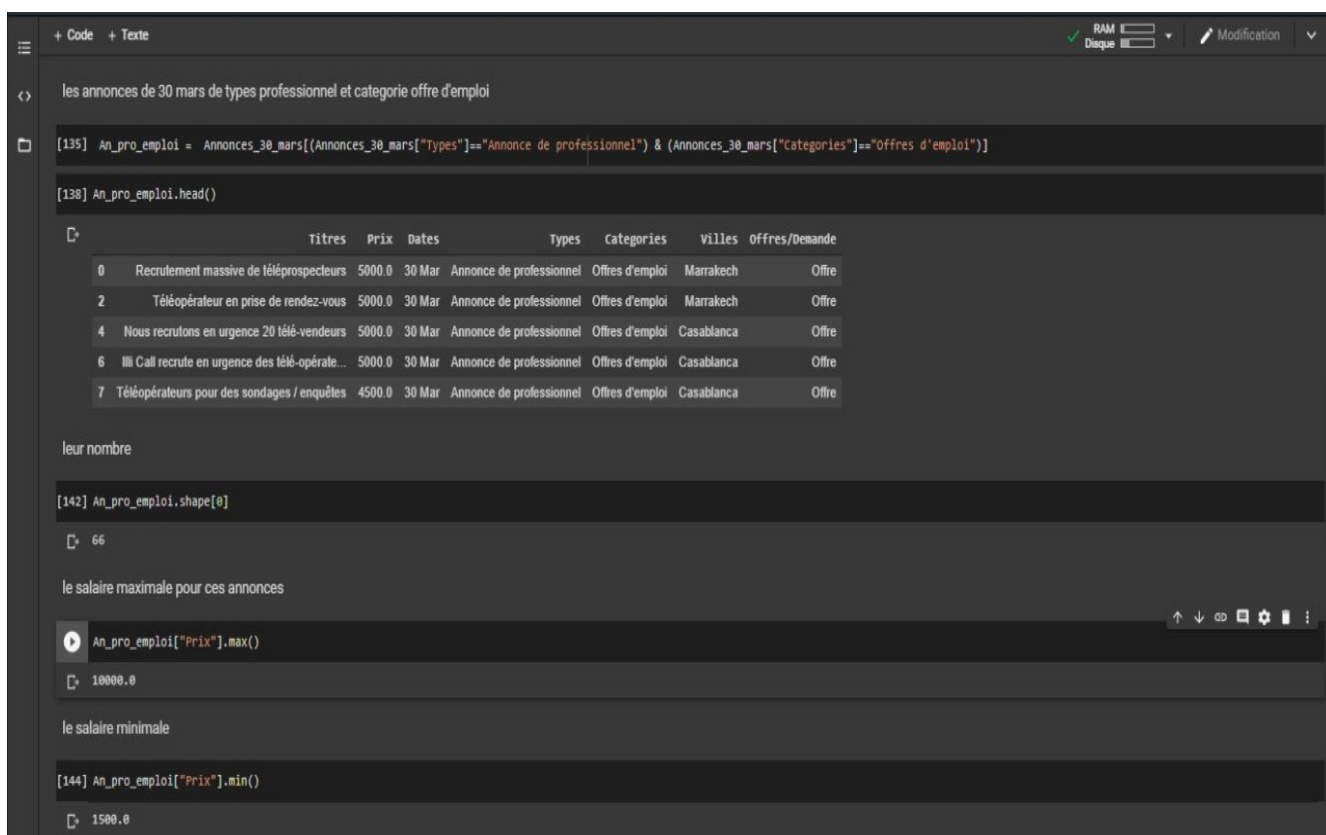 + Code + Texte
RAM
Disque
Modification
les annonces de 30 mars de types professionnel et categorie offre d'emploi
[135] An_pro_emploi = Annonces_30_mars[(Annonces_30_mars["Types"]=="Annonce de professionnel") & (Annonces_30_mars["Categories"]=="Offres d'emploi")]
[138] An_pro_emploi.head()
Titres Prix Dates Types Categories Villes Offres/Demande
0 Recrutement massive de téléprospecteurs 5000.0 30 Mar Annonce de professionnel Offres d'emploi Marrakech Offre
2 Téléopérateur en prise de rendez-vous 5000.0 30 Mar Annonce de professionnel Offres d'emploi Marrakech Offre
4 Nous recrutons en urgence 20 télé-vendeurs 5000.0 30 Mar Annonce de professionnel Offres d'emploi Casablanca Offre
6 Illi Call recrute en urgence des télé-opérate... 5000.0 30 Mar Annonce de professionnel Offres d'emploi Casablanca Offre
7 Téléopérateurs pour des sondages / enquêtes 4500.0 30 Mar Annonce de professionnel Offres d'emploi Casablanca Offre
leur nombre
[142] An_pro_emploi.shape[0]
66
le salaire maximale pour ces annonces
An_pro_emploi["Prix"].max()
10000.0
le salaire minimale
[144] An_pro_emploi["Prix"].min()
1500.0